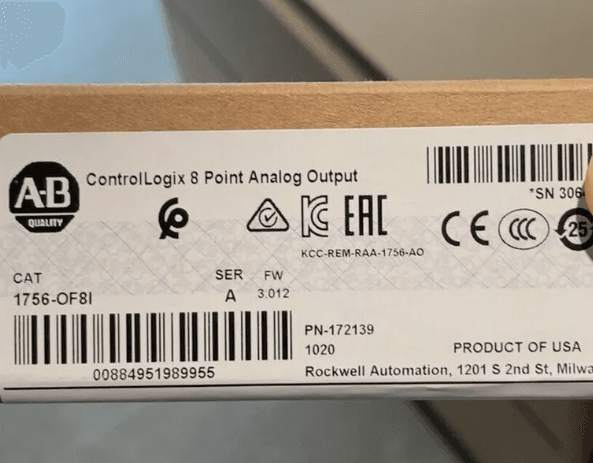 A-B
QUALITY
ControlLogix 8 Point Analog Output
*SN 306
EAC
KCC-REM-RAA-1756-AO
CE
CCC
25
CAT
SER
FW
1756-OF8I
A
3.012
00884951989955
PN-172139
1020
PRODUCT OF USA
Rockwell Automation, 1201 S 2nd St, Milwa